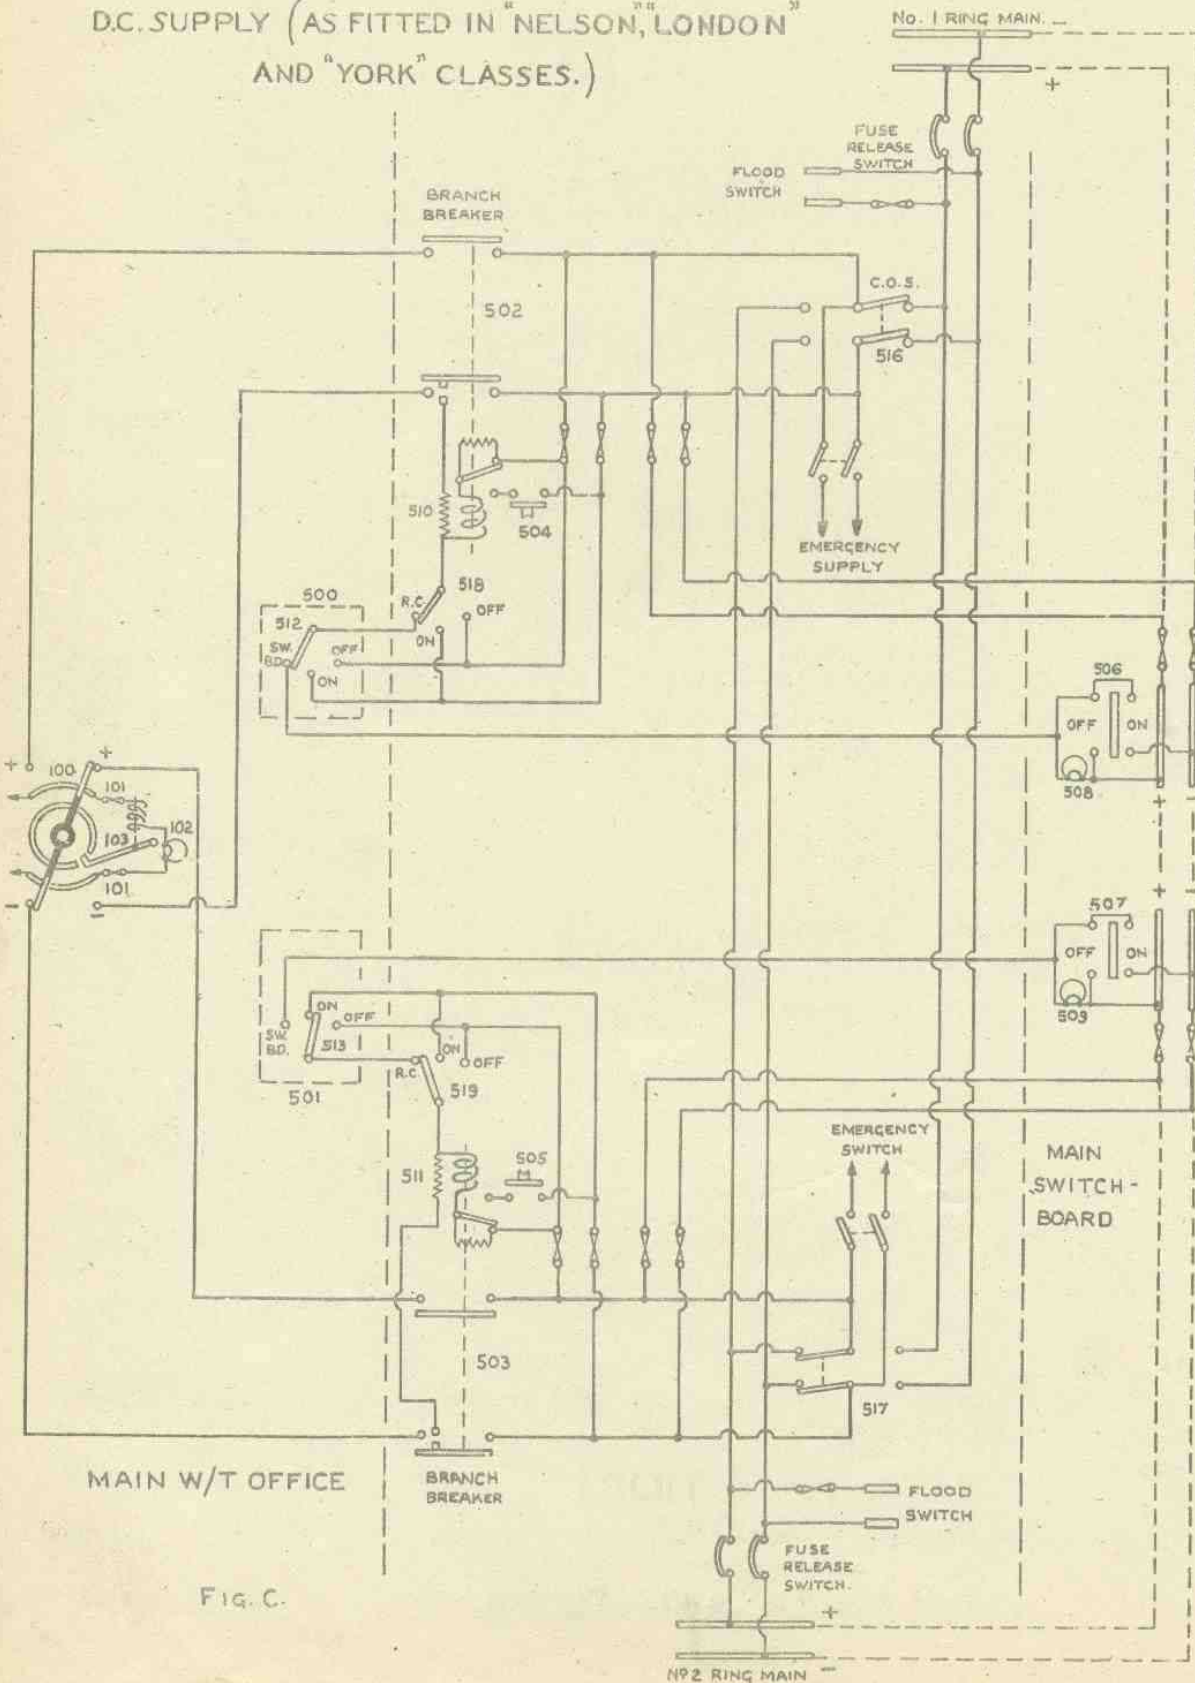 D.C. SUPPLY (AS FITTED IN "NELSON," "LONDON"
AND "YORK" CLASSES.)
No. 1 RING MAIN. –
+
FUSE
RELEASE
SWITCH
FLOOD
SWITCH
BRANCH
BREAKER
502
C.O.S.
516
510
504
EMERGENCY
SUPPLY
518
R.C.
OFF
ON
500
512
SW.
BD.
OFF
ON
506
OFF
ON
508
+
–
+ +
100
101
102
103
101
– –
+
–
507
OFF
ON
509
ON
OFF
SW.
BD.
513
501
ON
OFF
R.C.
519
EMERGENCY
SWITCH
511
505
MAIN
SWITCH-
BOARD
503
517
MAIN W/T OFFICE
BRANCH
BREAKER
FLOOD
SWITCH
FUSE
RELEASE
SWITCH.
FIG. C.
+
Nº 2 RING MAIN –